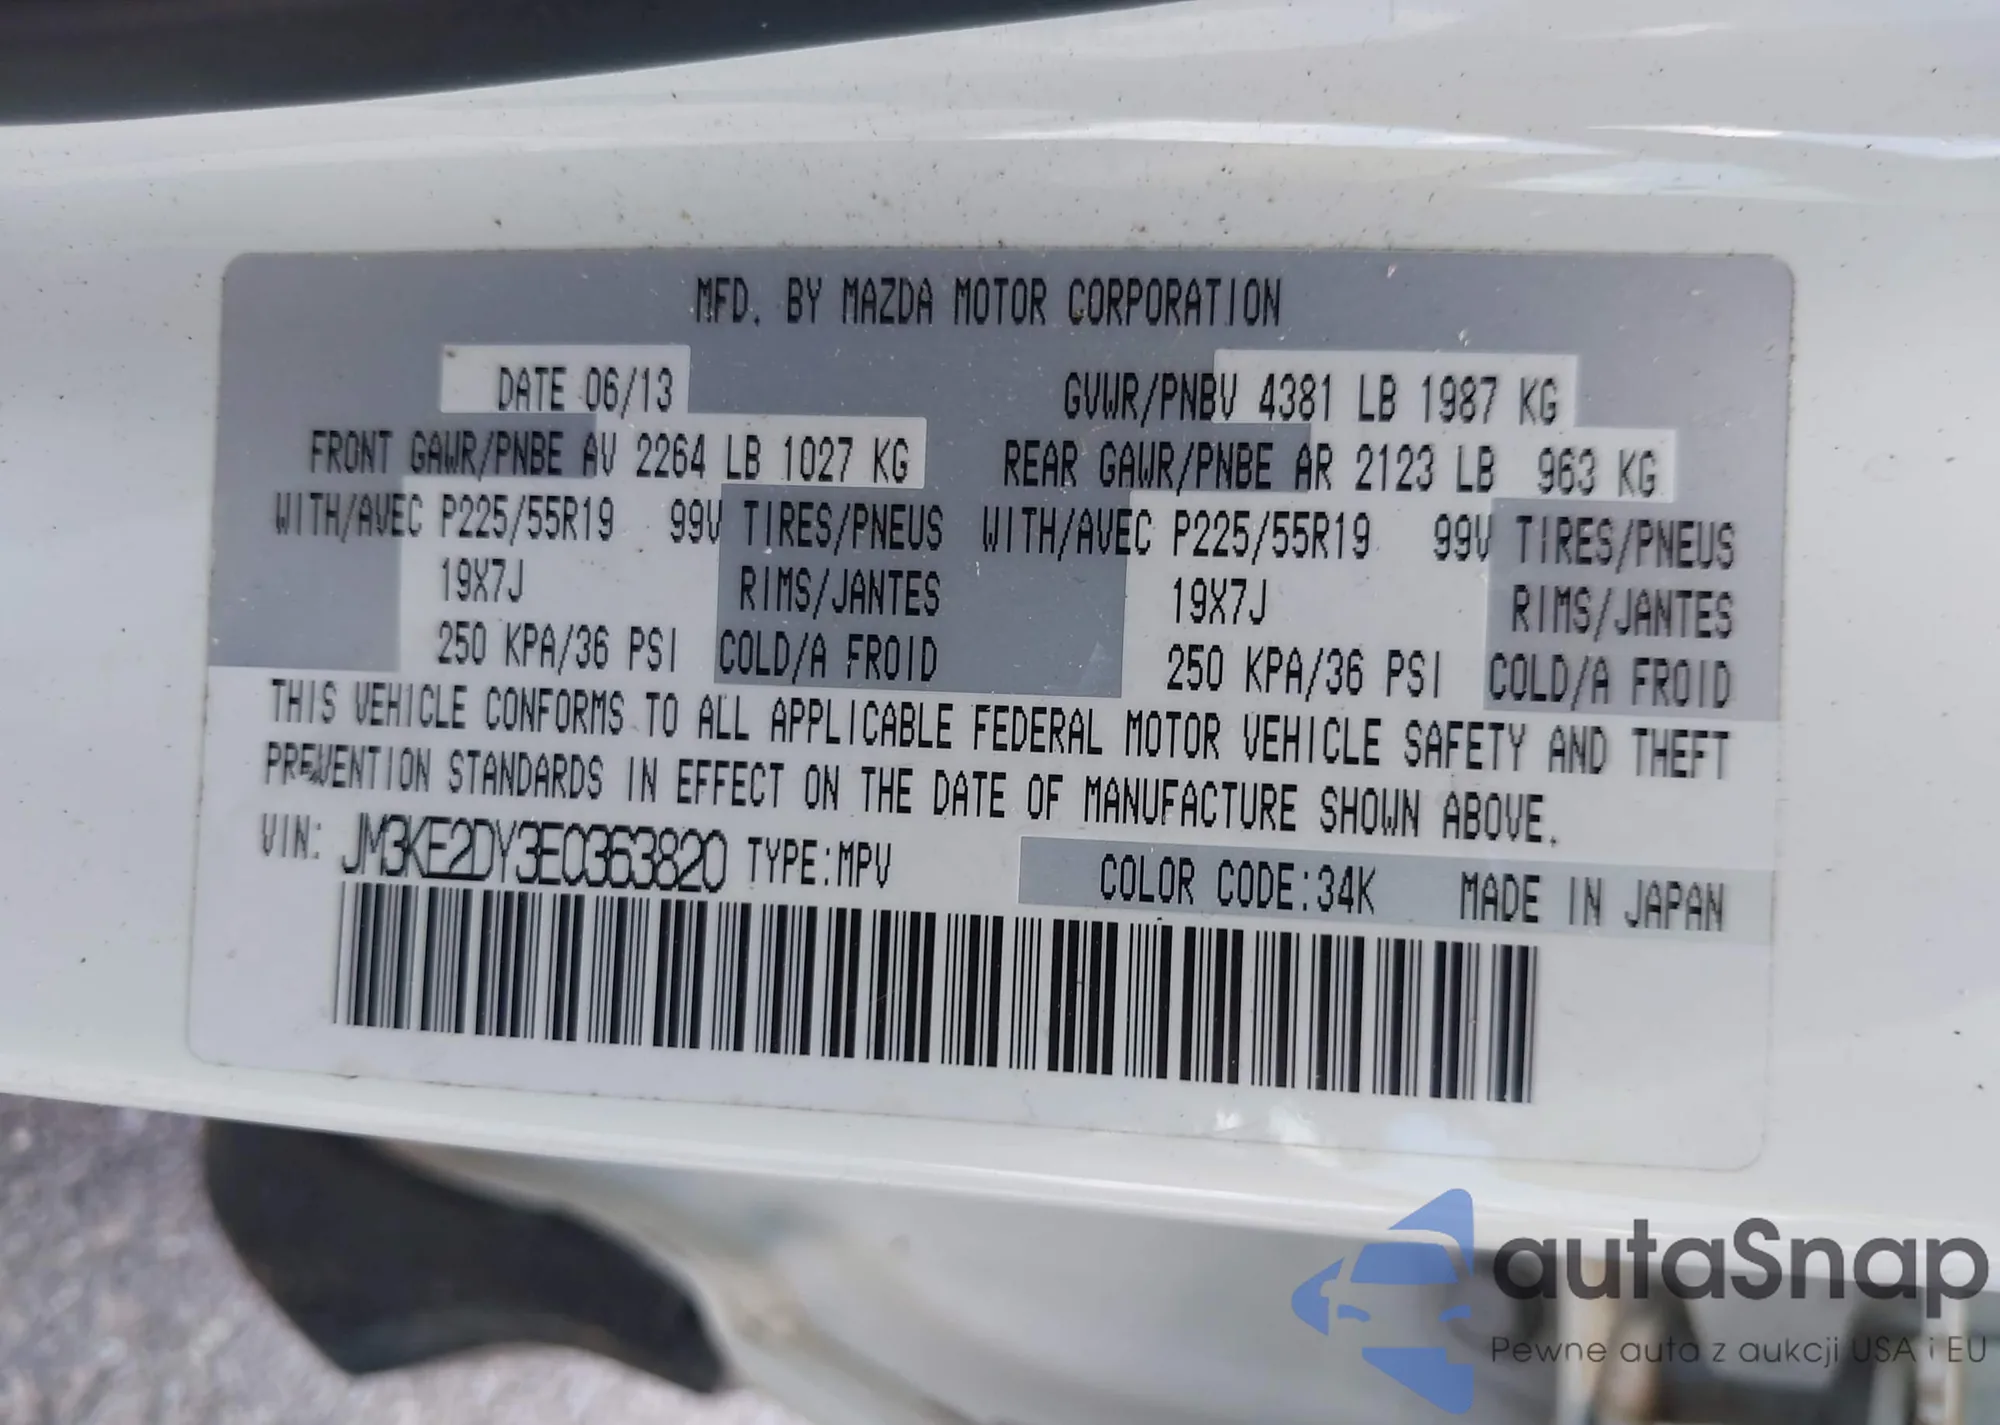 MFD. BY MAZDA MOTOR CORPORATION
DATE 06/13 GVWR/PNBV 4381 LB 1987 KG
FRONT GAWR/PNBE AV 2264 LB 1027 KG REAR GAWR/PNBE AR 2123 LB 963 KG
WITH/AVEC P225/55R19 99V TIRES/PNEUS WITH/AVEC P225/55R19 99V TIRES/PNEUS
19X7J RIMS/JANTES 19X7J RIMS/JANTES
250 KPA/36 PSI COLD/A FROID 250 KPA/36 PSI COLD/A FROID
THIS VEHICLE CONFORMS TO ALL APPLICABLE FEDERAL MOTOR VEHICLE SAFETY AND THEFT
PREVENTION STANDARDS IN EFFECT ON THE DATE OF MANUFACTURE SHOWN ABOVE.
VIN: JM3KE2DY3E0363820 TYPE:MPV COLOR CODE:34K MADE IN JAPAN
autaSnap
Pewne auta z aukcji USA i EU